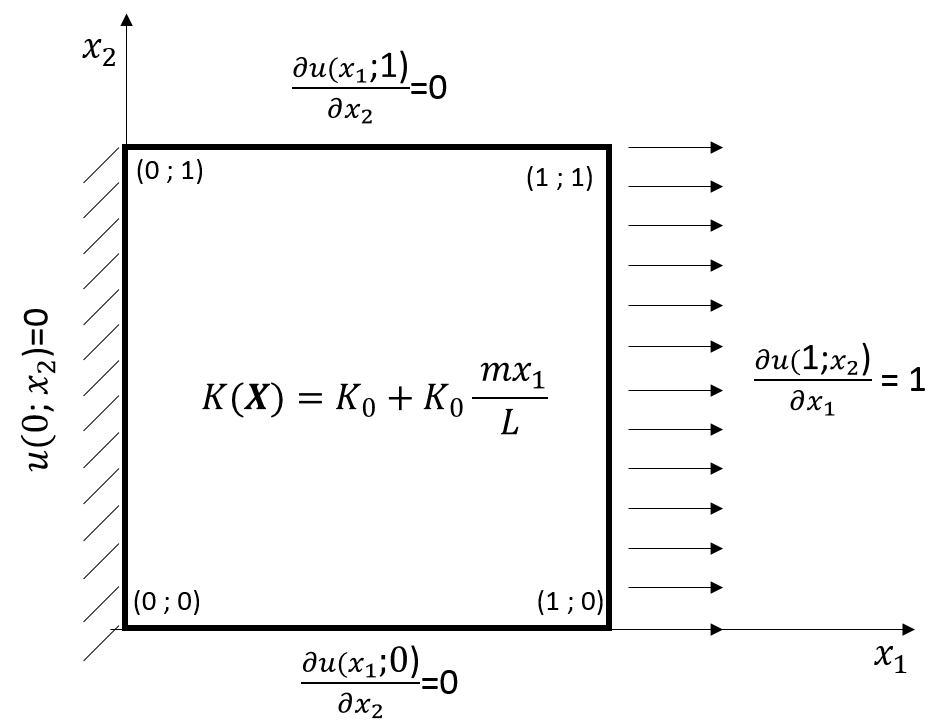 x₂
∂u(x₁;1)/∂x₂=0
(0 ; 1)
(1 ; 1)
u(0; x₂)=0
K(X) = K₀ + K₀ mx₁/L
∂u(1;x₂)/∂x₁ = 1
(0 ; 0)
(1 ; 0)
x₁
∂u(x₁;0)/∂x₂=0